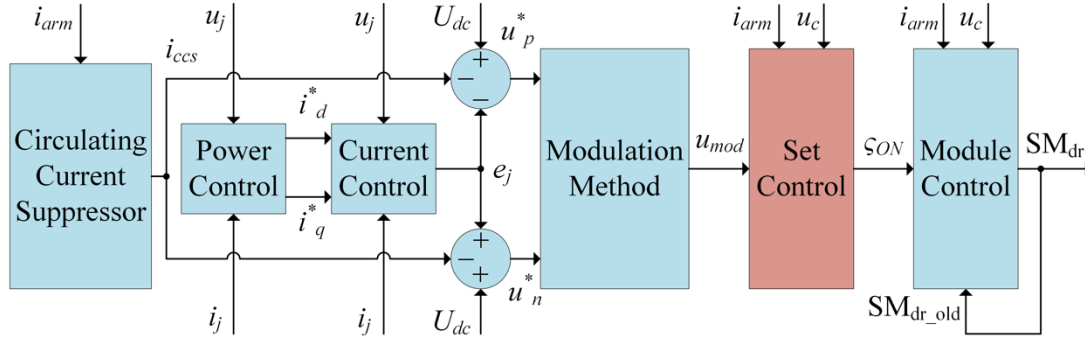 i_arm
u_j
u_j
U_dc
i_arm
u_c
i_arm
u_c
i_ccs
u*_p
+
−
−
i*_d
Circulating
Current
Suppressor
Power
Control
Current
Control
e_j
Modulation
Method
u_mod
Set
Control
ς_ON
Module
Control
SM_dr
i*_q
+
−
+
u*_n
SM_dr_old
i_j
i_j
U_dc